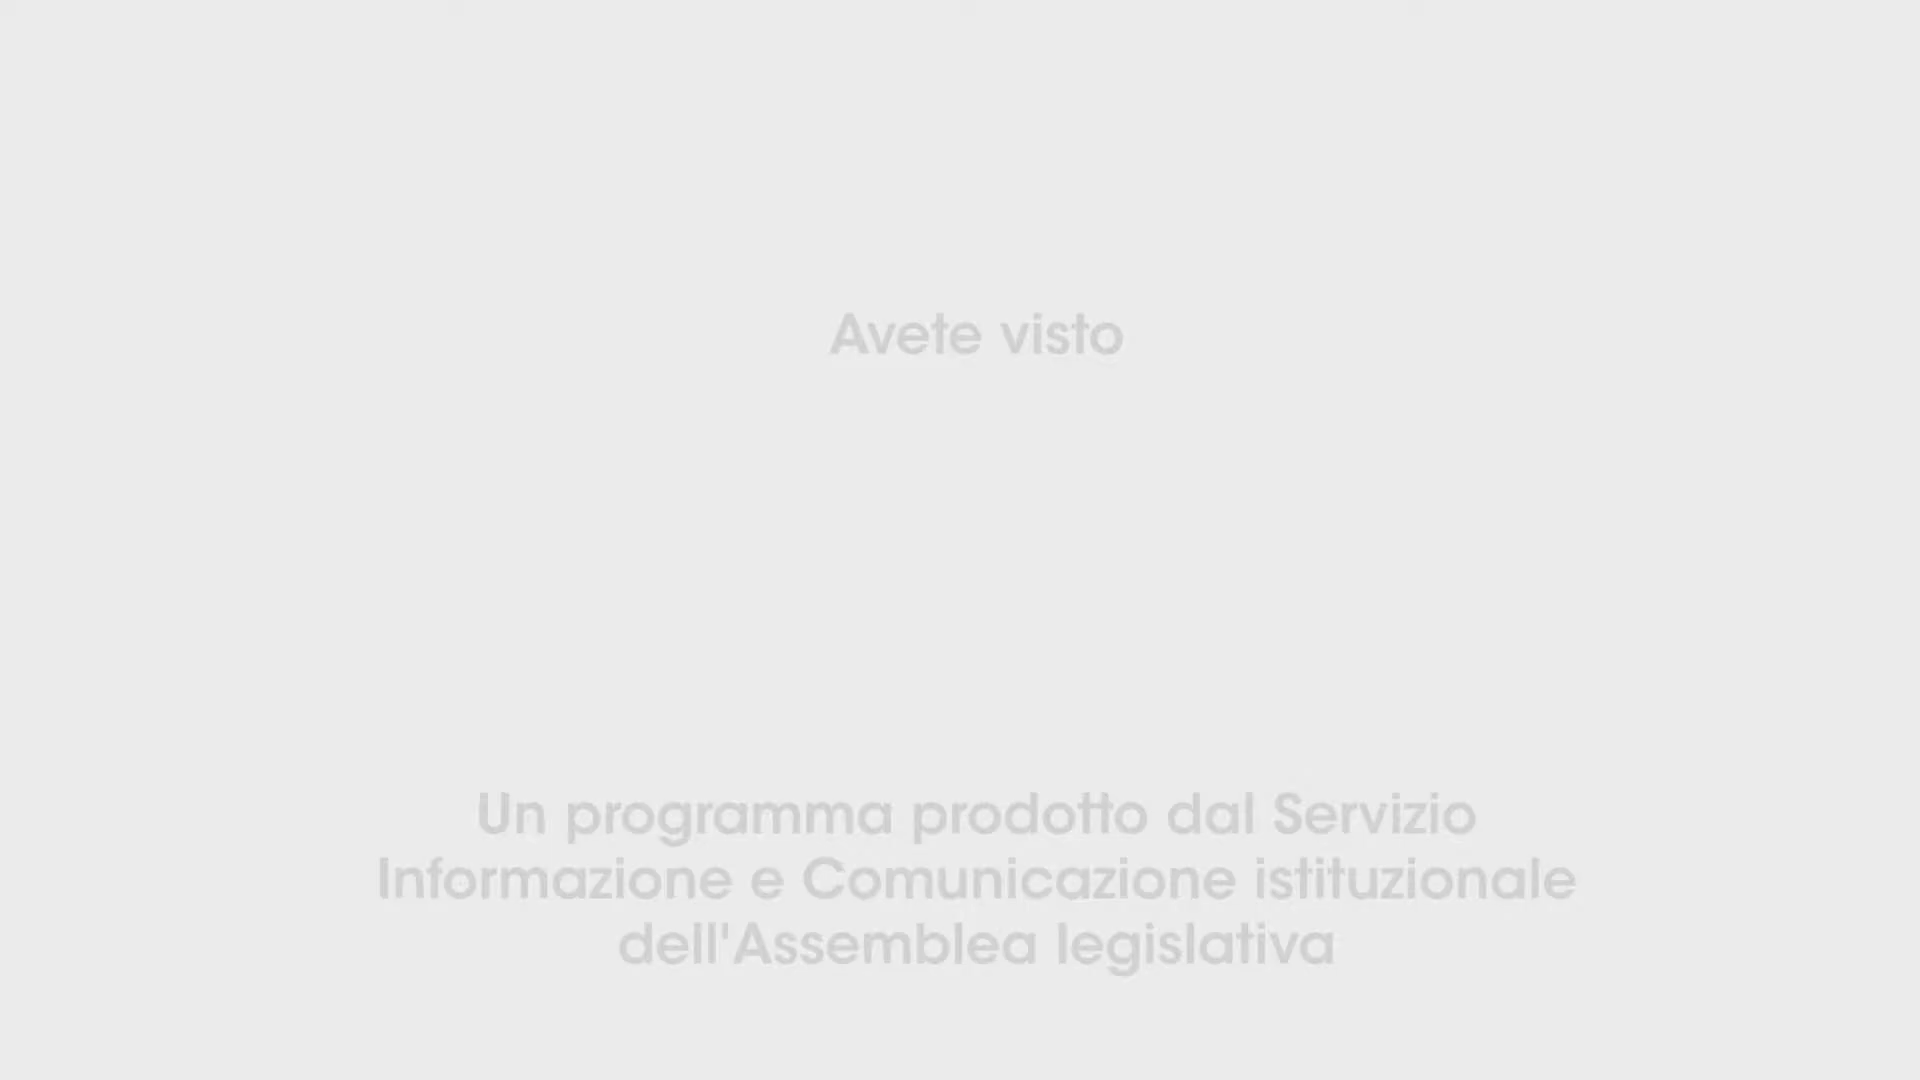 Avete visto
Un programma prodotto dal Servizio
Informazione e Comunicazione istituzionale
dell'Assemblea legislativa